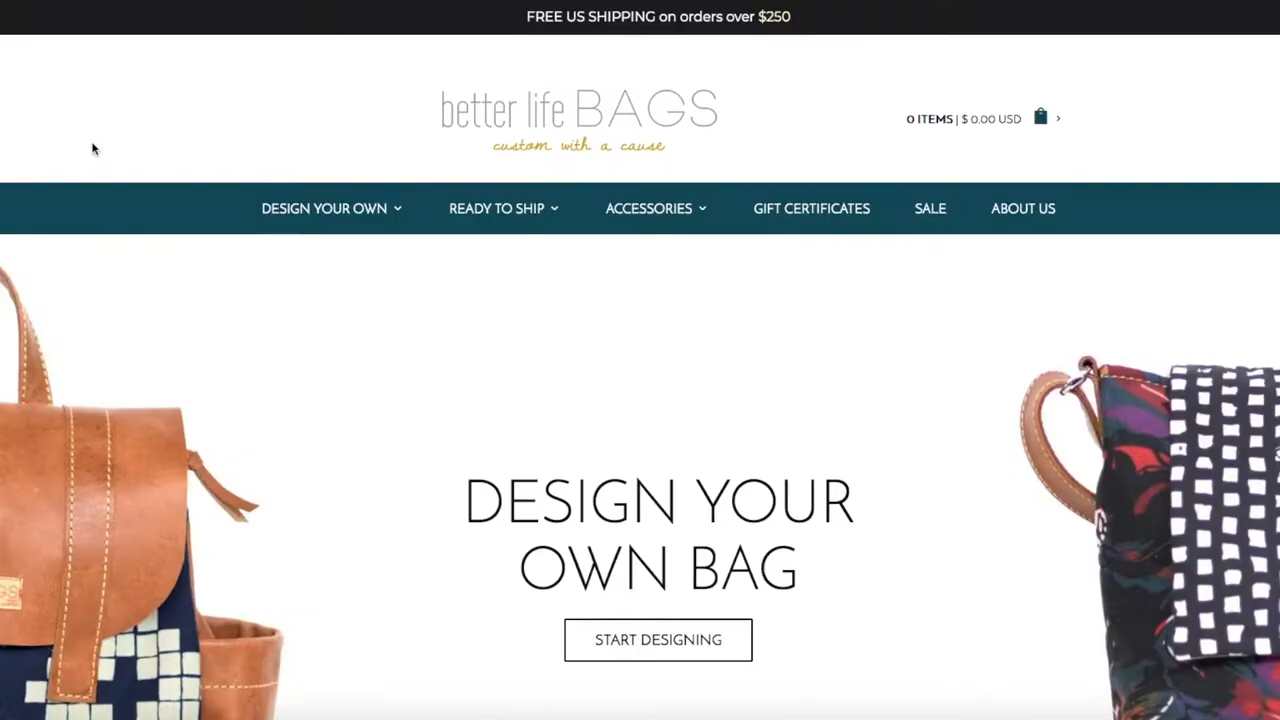 FREE US SHIPPING on orders over $250
better life BAGS
custom with a cause
0 ITEMS | $ 0.00 USD
DESIGN YOUR OWN READY TO SHIP ACCESSORIES GIFT CERTIFICATES SALE ABOUT US
DESIGN YOUR
OWN BAG
START DESIGNING